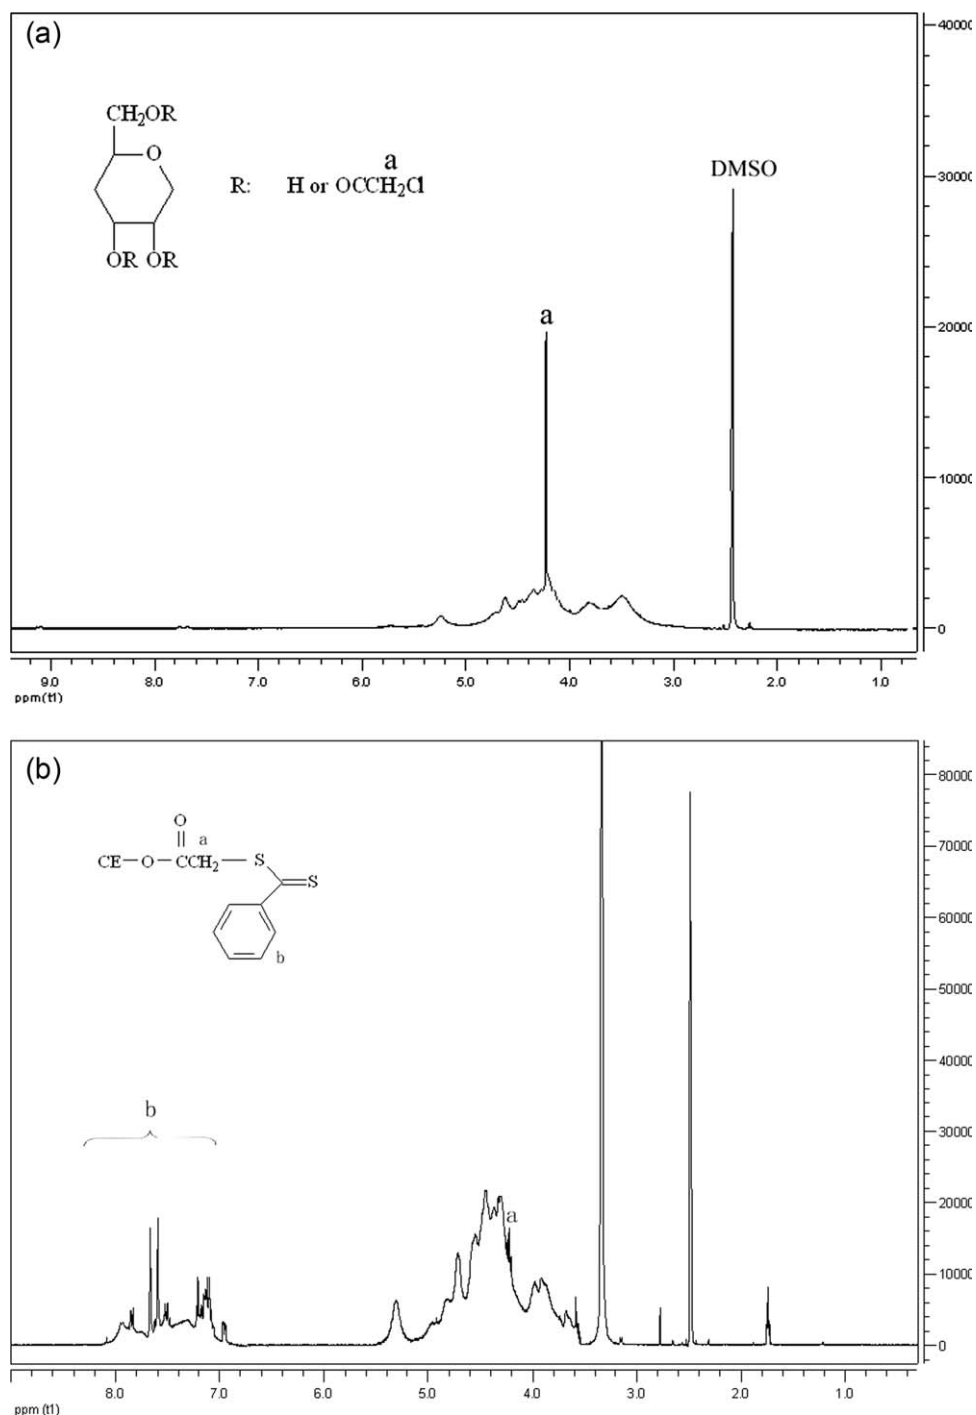 (a)
40000
CH₂OR
O
a
R: H or OCCH₂Cl
DMSO
30000
OR OR
a
20000
10000
0
9.0 8.0 7.0 6.0 5.0 4.0 3.0 2.0 1.0
ppm(t1)
(b)
80000
O
a
CE—O—CCH₂—S
S
70000
b
60000
50000
40000
b
30000
20000
a
10000
0
8.0 7.0 6.0 5.0 4.0 3.0 2.0 1.0
ppm (t1)